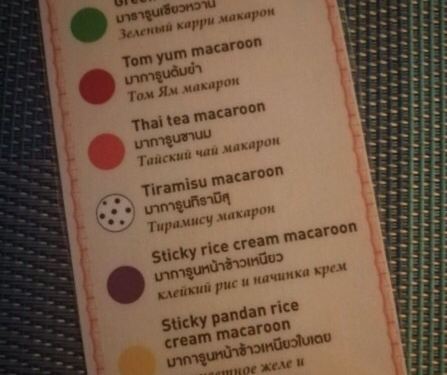 Green
มาการูนเขียวหวาน
Зеленый карри макарон
Tom yum macaroon
มาการูนต้มยำ
Том Ям макарон
Thai tea macaroon
มาการูนชานม
Тайский чай макарон
Tiramisu macaroon
มาการูนทีรามิสุ
Тирамису макарон
Sticky rice cream macaroon
มาการูนหน้าข้าวเหนียว
клейкий рис и начинка крем
Sticky pandan rice
cream macaroon
มาการูนหน้าข้าวเหนียวใบเตย
желе и